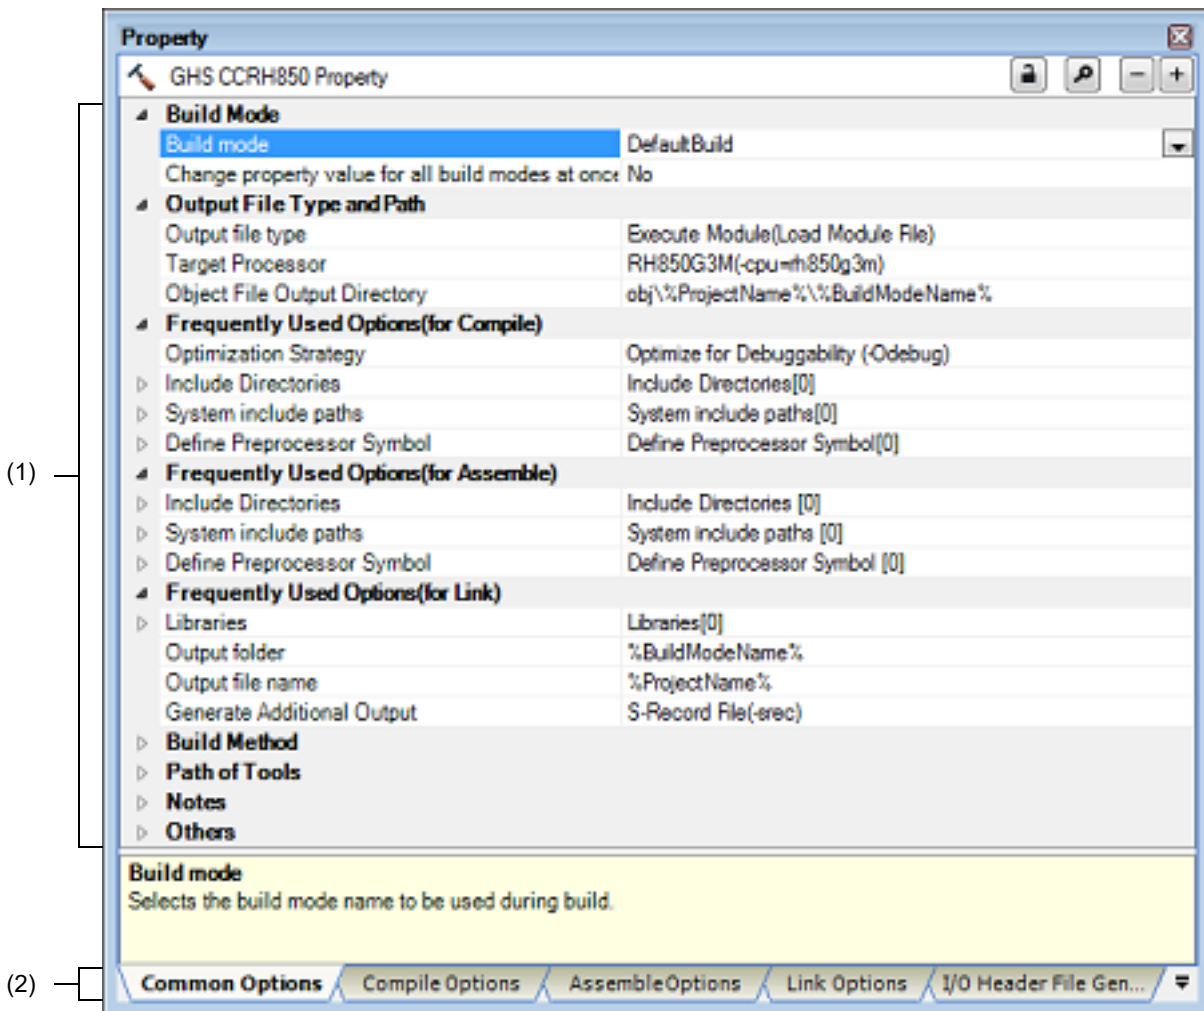 Property
GHS CCRH850 Property
(1)
Build Mode
Build mode DefaultBuild
Change property value for all build modes at once No
Output File Type and Path
Output file type Execute Module(Load Module File)
Target Processor RH850G3M(-cpu=rh850g3m)
Object File Output Directory obj\%ProjectName%\%BuildModeName%
Frequently Used Options(for Compile)
Optimization Strategy Optimize for Debuggability (-Odebug)
Include Directories Include Directories[0]
System include paths System include paths[0]
Define Preprocessor Symbol Define Preprocessor Symbol[0]
Frequently Used Options(for Assemble)
Include Directories Include Directories [0]
System include paths System include paths [0]
Define Preprocessor Symbol Define Preprocessor Symbol [0]
Frequently Used Options(for Link)
Libraries Libraries[0]
Output folder %BuildModeName%
Output file name %ProjectName%
Generate Additional Output S-Record File(-srec)
Build Method
Path of Tools
Notes
Others
Build mode
Selects the build mode name to be used during build.
(2)
Common Options Compile Options Assemble Options Link Options I/O Header File Gen...